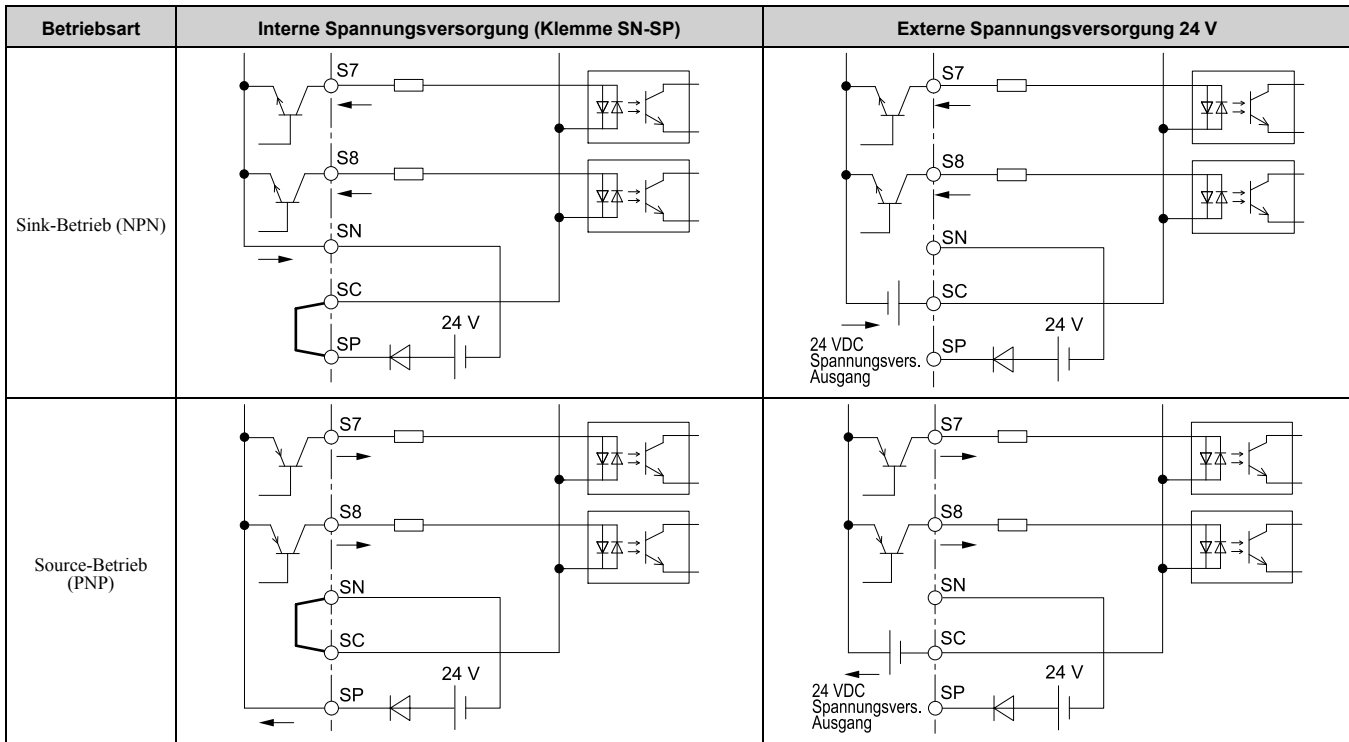 Betriebsart
Interne Spannungsversorgung (Klemme SN-SP)
Externe Spannungsversorgung 24 V
Sink-Betrieb (NPN)
S7
S8
SN
SC
24 V
SP
S7
S8
SN
SC
24 V
24 VDC
Spannungsvers.
Ausgang
SP
Source-Betrieb
(PNP)
S7
S8
SN
SC
24 V
SP
S7
S8
SN
SC
24 V
24 VDC
Spannungsvers.
Ausgang
SP